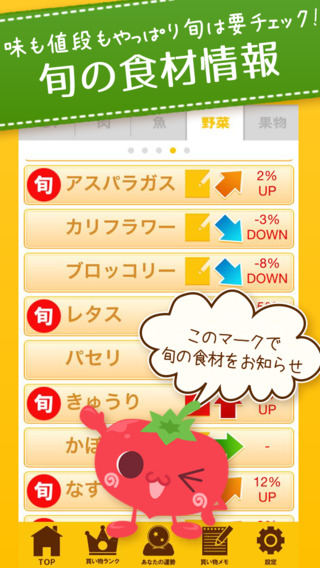 味も値段もやっぱり旬は要チェック!
旬の食材情報
肉 魚 野菜 果物
旬 アスパラガス 2% UP
カリフラワー -3% DOWN
ブロッコリー -8% DOWN
旬 レタス
このマークで
旬の食材をお知らせ
パセリ
旬 きゅうり UP
かぼ -
旬 なす 12% UP
旬
TOP 買い物ランク あなたの運勢 買い物メモ 設定